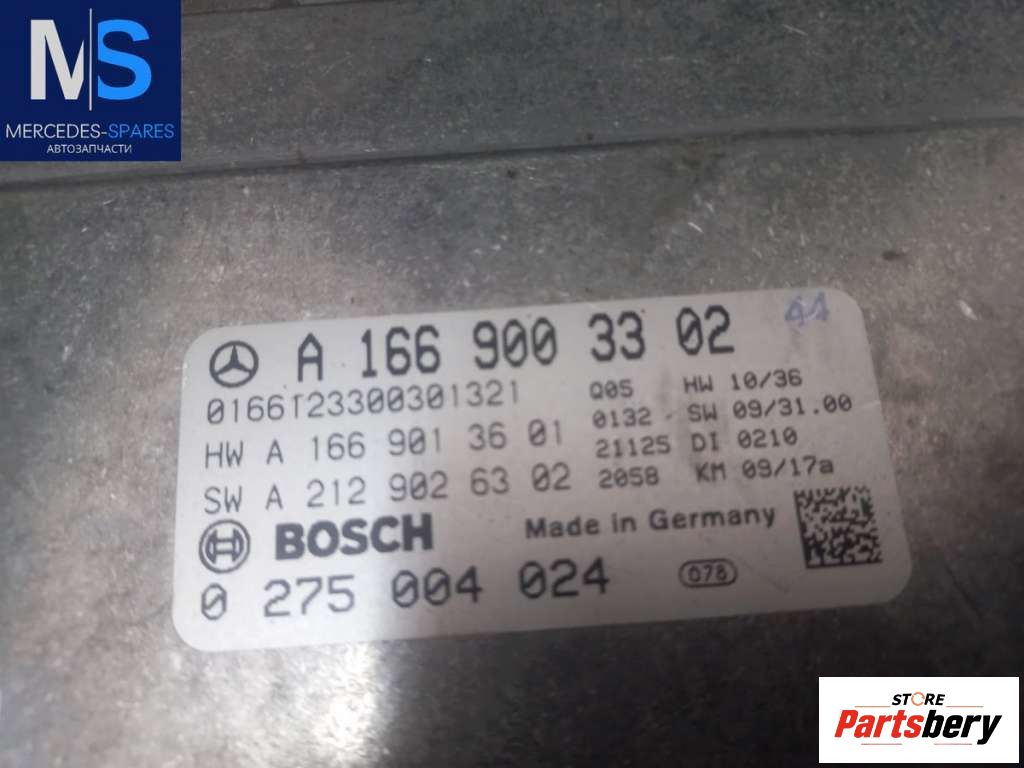 MS
MERCEDES-SPARES
АВТОЗАПЧАСТИ
A 166 900 33 02
44
0166T23300301321
Q05 HW 10/36
HW A 166 901 36 01
0132 - SW 09/31.00
21125 DI 0210
SW A 212 902 63 02
2058 KM 09/17a
BOSCH
Made in Germany
0 275 004 024
078
STORE
Partsbery